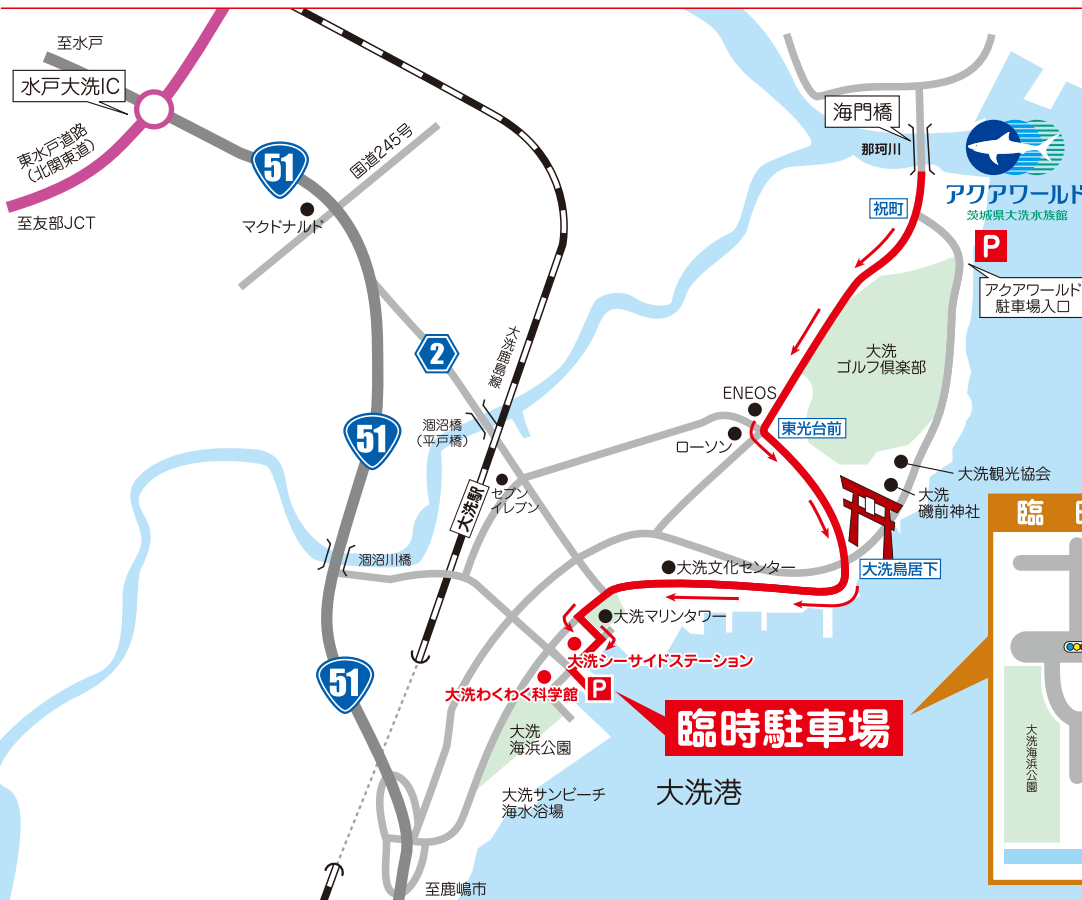 至水戸
水戸大洗IC
東水戸道路
(北関東道)
至友部JCT
51
国道245号
マクドナルド
海門橋
那珂川
アクアワールド
茨城県大洗水族館
祝町
P
アクアワールド
駐車場入口
2
大洗鹿島線
大洗
ゴルフ倶楽部
ENEOS
ローソン
東光台前
51
涸沼橋
(平戸橋)
セブン
イレブン
大洗駅
大洗観光協会
大洗
磯前神社
涸沼川橋
大洗文化センター
大洗鳥居下
大洗マリンタワー
大洗シーサイドステーション
51
大洗わくわく科学館
P
臨時駐車場
大洗
海浜公園
大洗港
大洗サンビーチ
海水浴場
至鹿嶋市
臨
大洗海浜公園